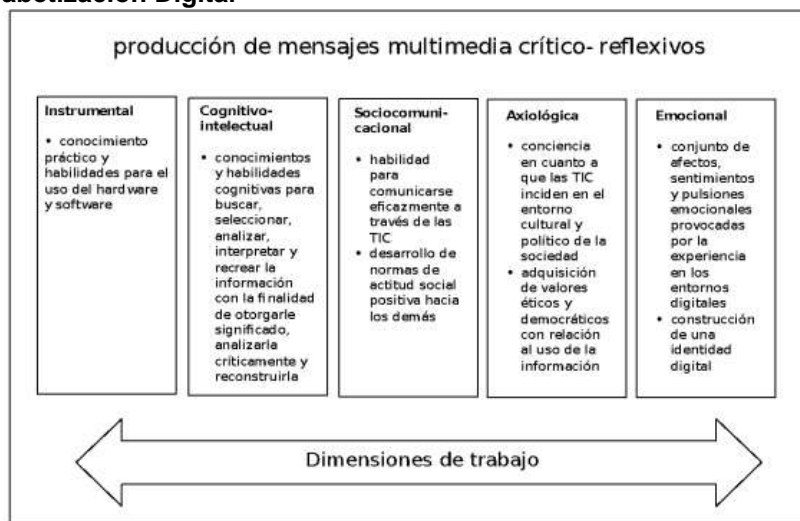 abetización Digital
producción de mensajes multimedia crítico- reflexivos
Instrumental
• conocimiento
práctico y
habilidades para el
uso del hardware
y software
Cognitivo-
intelectual
• conocimientos
y habilidades
cognitivas para
buscar,
seleccionar,
analizar,
interpretar y
recrear la
información
con la finalidad
de otorgarle
significado,
analizarla
críticamente y
reconstruirla
Sociocomuni-
cacional
• habilidad
para
comunicarse
eficazmente a
través de las
TIC
• desarrollo de
normas de
actitud social
positiva hacia
los demás
Axiológica
• conciencia
en cuanto a
que las TIC
inciden en el
entorno
cultural y
político de la
sociedad
• adquisición
de valores
éticos y
democráticos
con relación
al uso de la
información
Emocional
• conjunto de
afectos,
sentimientos
y pulsiones
emocionales
provocadas
por la
experiencia
en los
entornos
digitales
• construcción
de una
identidad
digital
Dimensiones de trabajo